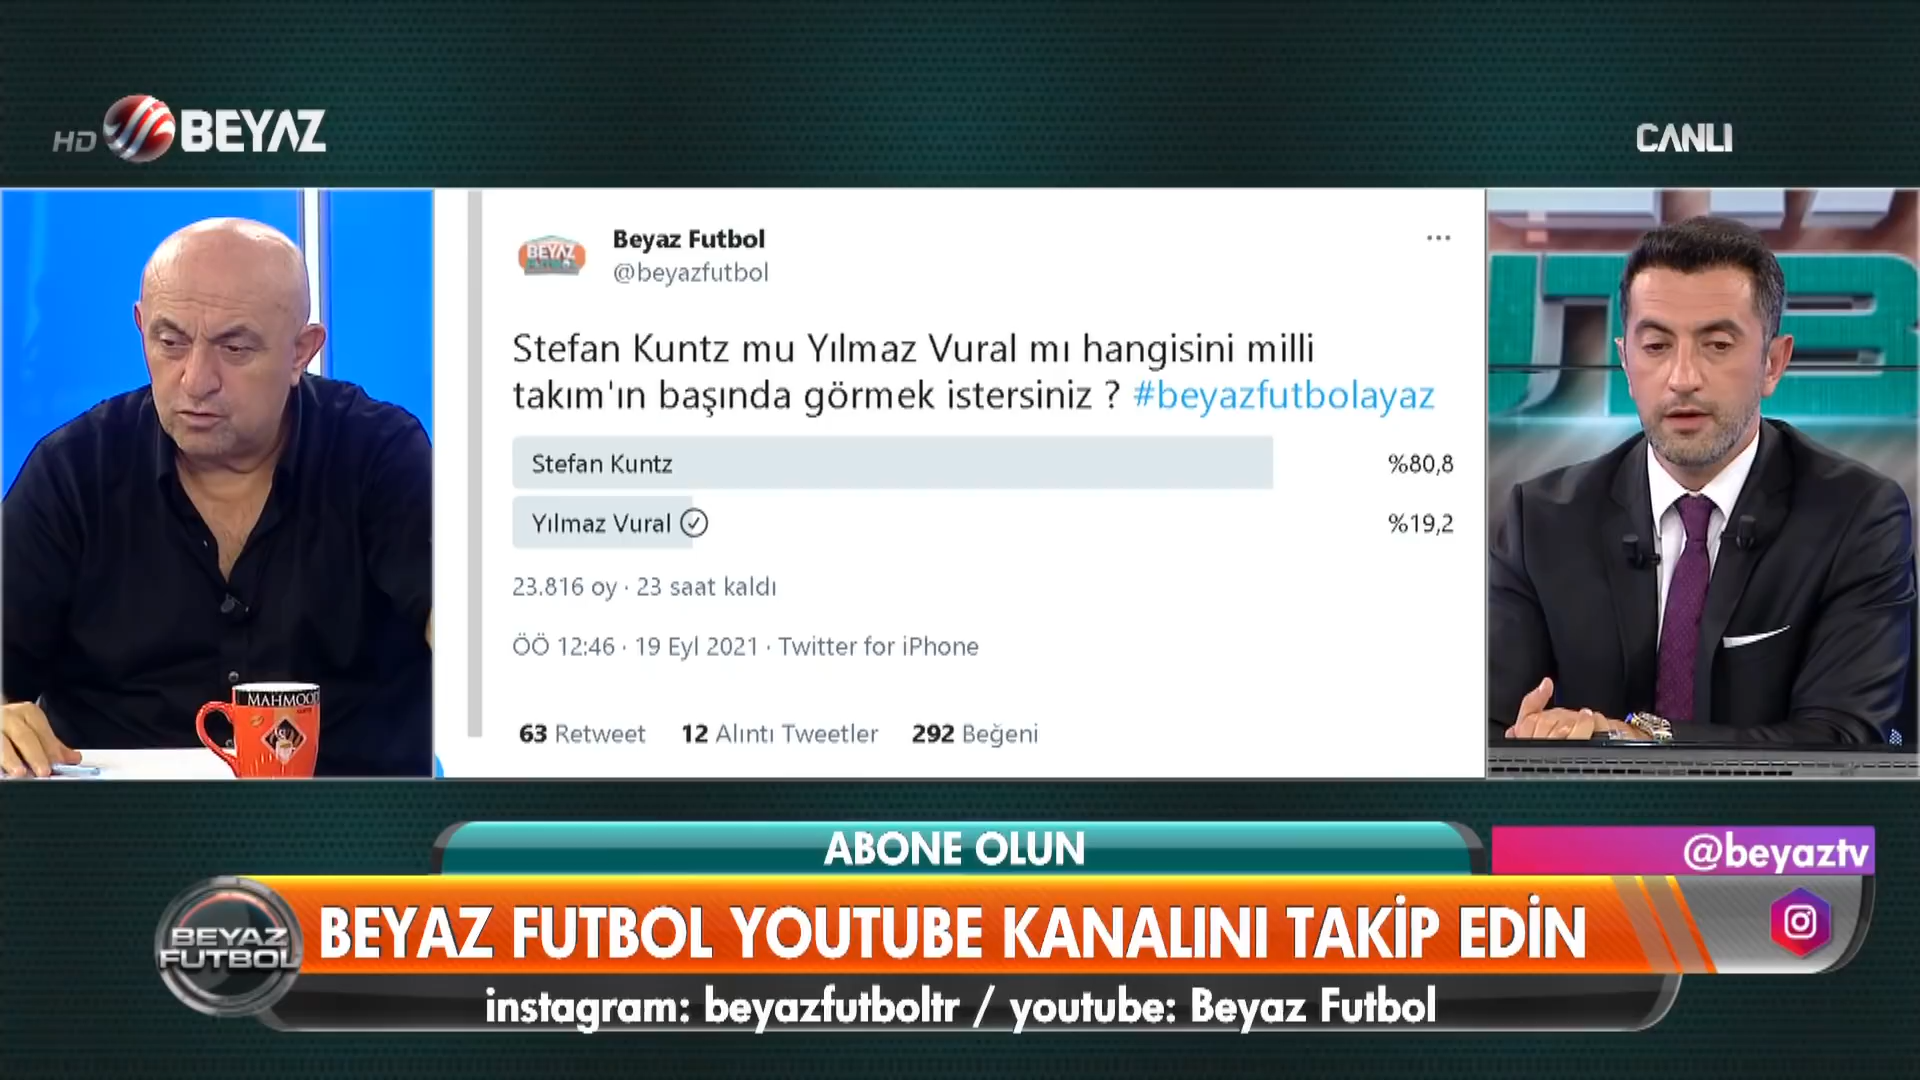 HD BEYAZ
CANLI
BEYAZ
Beyaz Futbol
@beyazfutbol
Stefan Kuntz mu Yılmaz Vural mı hangisini milli
takım'ın başında görmek istersiniz ? #beyazfutbolayaz
Stefan Kuntz %80,8
Yılmaz Vural %19,2
23.816 oy · 23 saat kaldı
ÖÖ 12:46 · 19 Eyl 2021 · Twitter for iPhone
63 Retweet 12 Alıntı Tweetler 292 Beğeni
MAHMOOD
ABONE OLUN
@beyaztv
BEYAZ
FUTBOL
BEYAZ FUTBOL YOUTUBE KANALINI TAKİP EDİN
instagram: beyazfutboltr / youtube: Beyaz Futbol